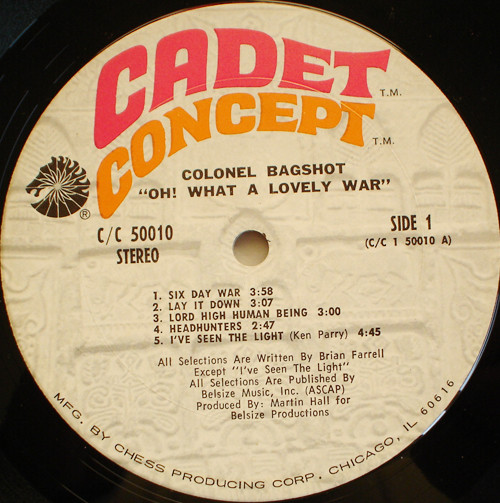 CADET T.M.
CONCEPT T.M.
COLONEL BAGSHOT
"OH! WHAT A LOVELY WAR"
®
C/C 50010
STEREO
SIDE 1
(C/C 1 50010 A)
1. SIX DAY WAR 3:58
2. LAY IT DOWN 3:07
3. LORD HIGH HUMAN BEING 3:00
4. HEADHUNTERS 2:47
5. I'VE SEEN THE LIGHT (Ken Parry) 4:45
All Selections Are Written By Brian Farrell
Except "I've Seen The Light"
All Selections Are Published By
Belsize Music, Inc. (ASCAP)
Produced By: Martin Hall for
Belsize Productions
MFG. BY CHESS PRODUCING CORP. CHICAGO, IL 60616